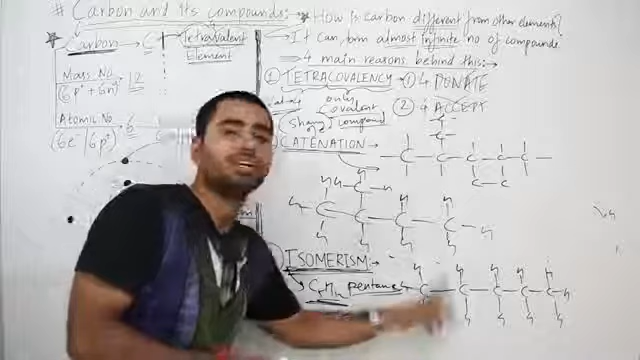 # Carbon and its compounds:
* Carbon → C → Tetravalent
Element
Mass No. → 12
(6p⁺ + 6n)
Atomic No → 6
(6e⁻ | 6p⁺)
* How is carbon different from other elements?
→ It can form almost infinite no of compounds
⇒ 4 main reasons behind this:-
① TETRACOVALENCY → ① 4 DONATE
② 4 ACCEPT
only
covalent
(sharing compound
CATENATION →
ISOMERISM:-
C₅H₁₂ pentane